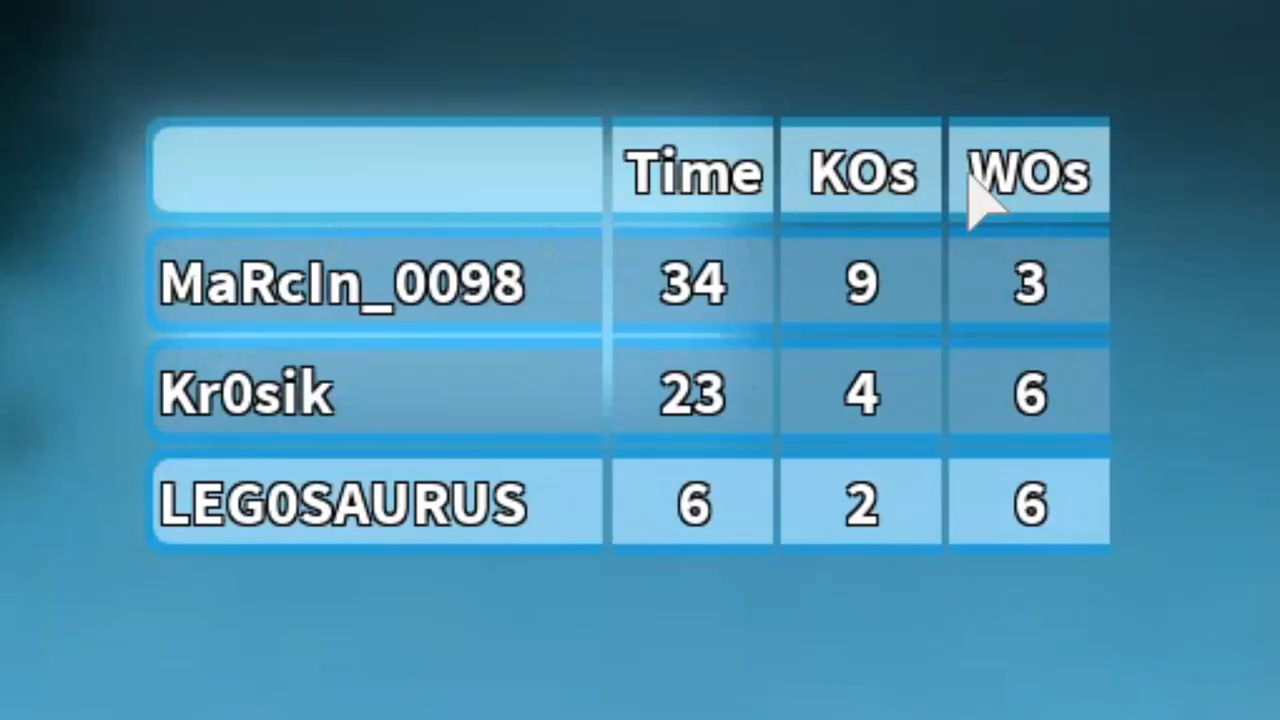 Time KOs WOs
MaRcIn_0098 34 9 3
Kr0sik 23 4 6
LEG0SAURUS 6 2 6